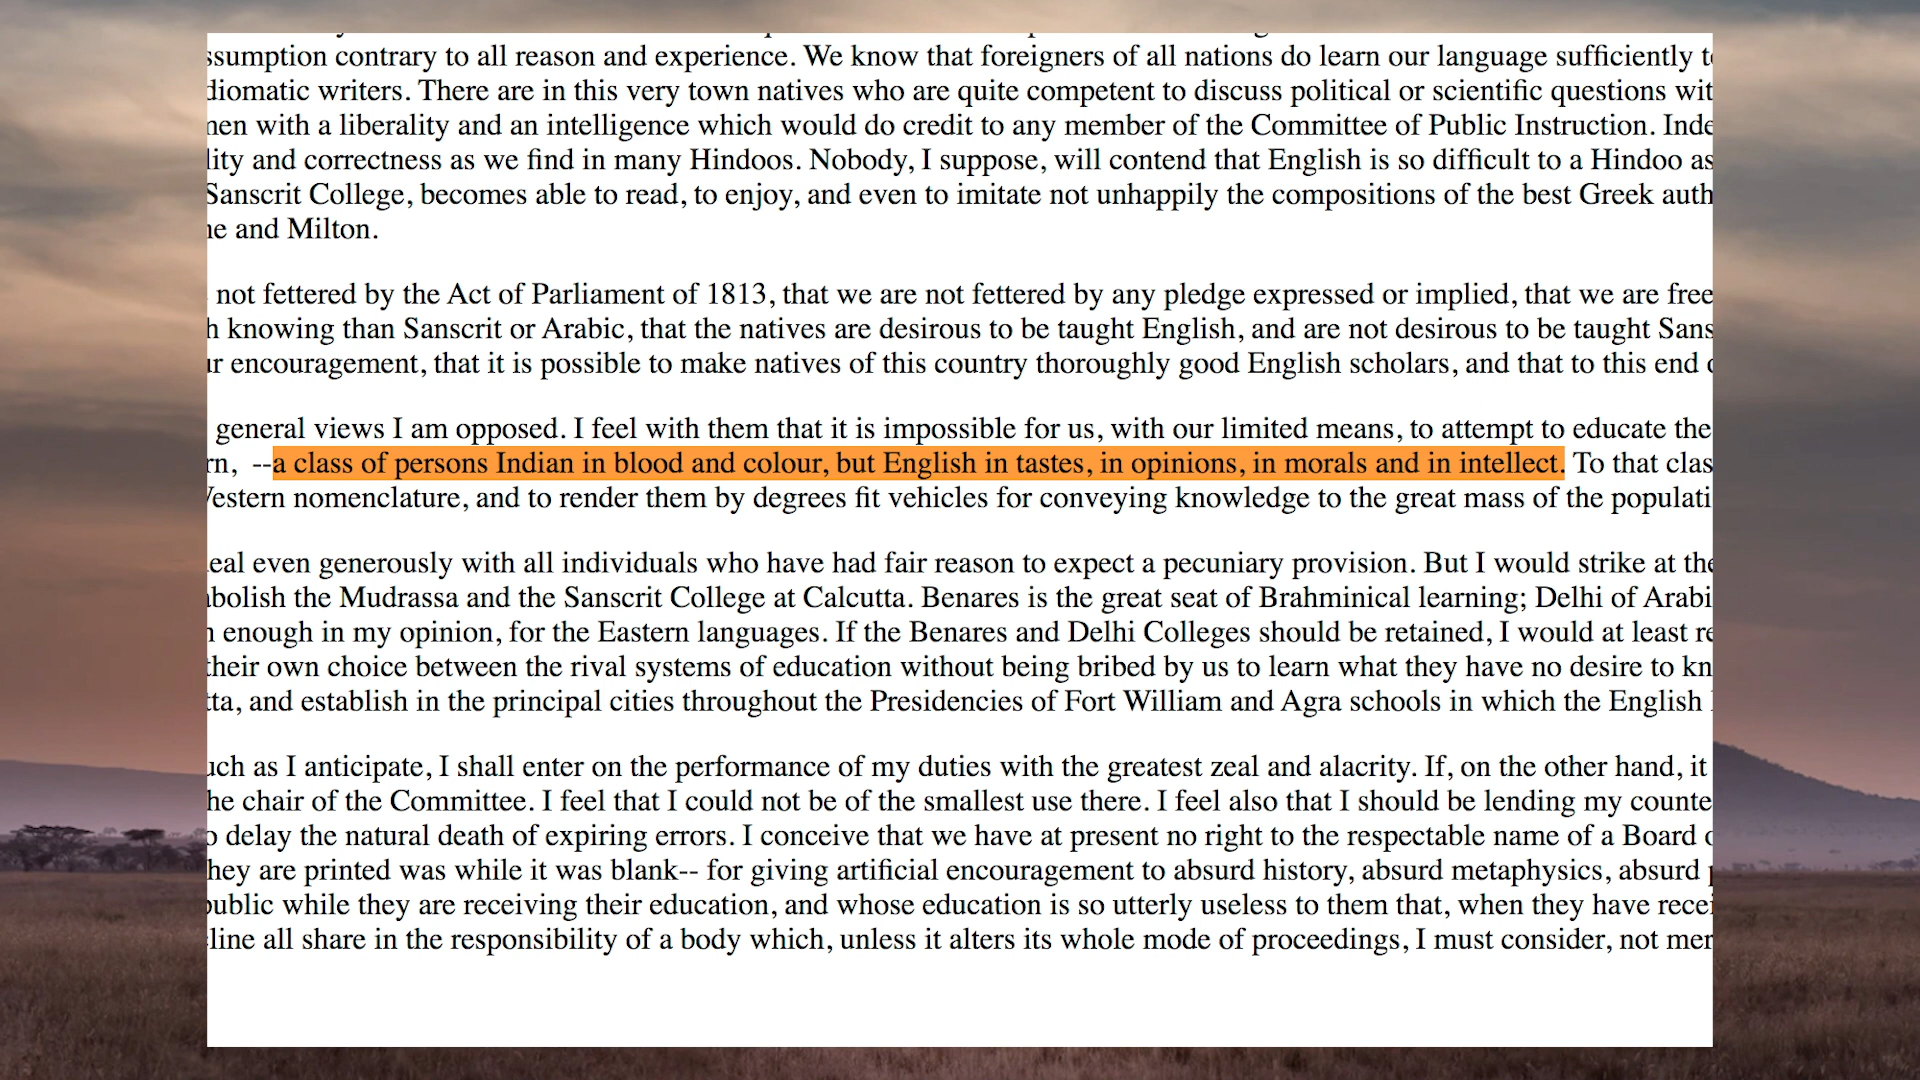 ssumption contrary to all reason and experience. We know that foreigners of all nations do learn our language sufficiently t
diomatic writers. There are in this very town natives who are quite competent to discuss political or scientific questions wit
nen with a liberality and an intelligence which would do credit to any member of the Committee of Public Instruction. Inde
lity and correctness as we find in many Hindoos. Nobody, I suppose, will contend that English is so difficult to a Hindoo as
Sanscrit College, becomes able to read, to enjoy, and even to imitate not unhappily the compositions of the best Greek auth
ne and Milton.
not fettered by the Act of Parliament of 1813, that we are not fettered by any pledge expressed or implied, that we are free
h knowing than Sanscrit or Arabic, that the natives are desirous to be taught English, and are not desirous to be taught Sans
ur encouragement, that it is possible to make natives of this country thoroughly good English scholars, and that to this end
general views I am opposed. I feel with them that it is impossible for us, with our limited means, to attempt to educate the
rn, --a class of persons Indian in blood and colour, but English in tastes, in opinions, in morals and in intellect. To that clas
Western nomenclature, and to render them by degrees fit vehicles for conveying knowledge to the great mass of the populati
eal even generously with all individuals who have had fair reason to expect a pecuniary provision. But I would strike at the
abolish the Mudrassa and the Sanscrit College at Calcutta. Benares is the great seat of Brahminical learning; Delhi of Arabi
n enough in my opinion, for the Eastern languages. If the Benares and Delhi Colleges should be retained, I would at least re
their own choice between the rival systems of education without being bribed by us to learn what they have no desire to kn
tta, and establish in the principal cities throughout the Presidencies of Fort William and Agra schools in which the English
uch as I anticipate, I shall enter on the performance of my duties with the greatest zeal and alacrity. If, on the other hand, it
he chair of the Committee. I feel that I could not be of the smallest use there. I feel also that I should be lending my counte
o delay the natural death of expiring errors. I conceive that we have at present no right to the respectable name of a Board
hey are printed was while it was blank-- for giving artificial encouragement to absurd history, absurd metaphysics, absurd
public while they are receiving their education, and whose education is so utterly useless to them that, when they have recei
line all share in the responsibility of a body which, unless it alters its whole mode of proceedings, I must consider, not mer